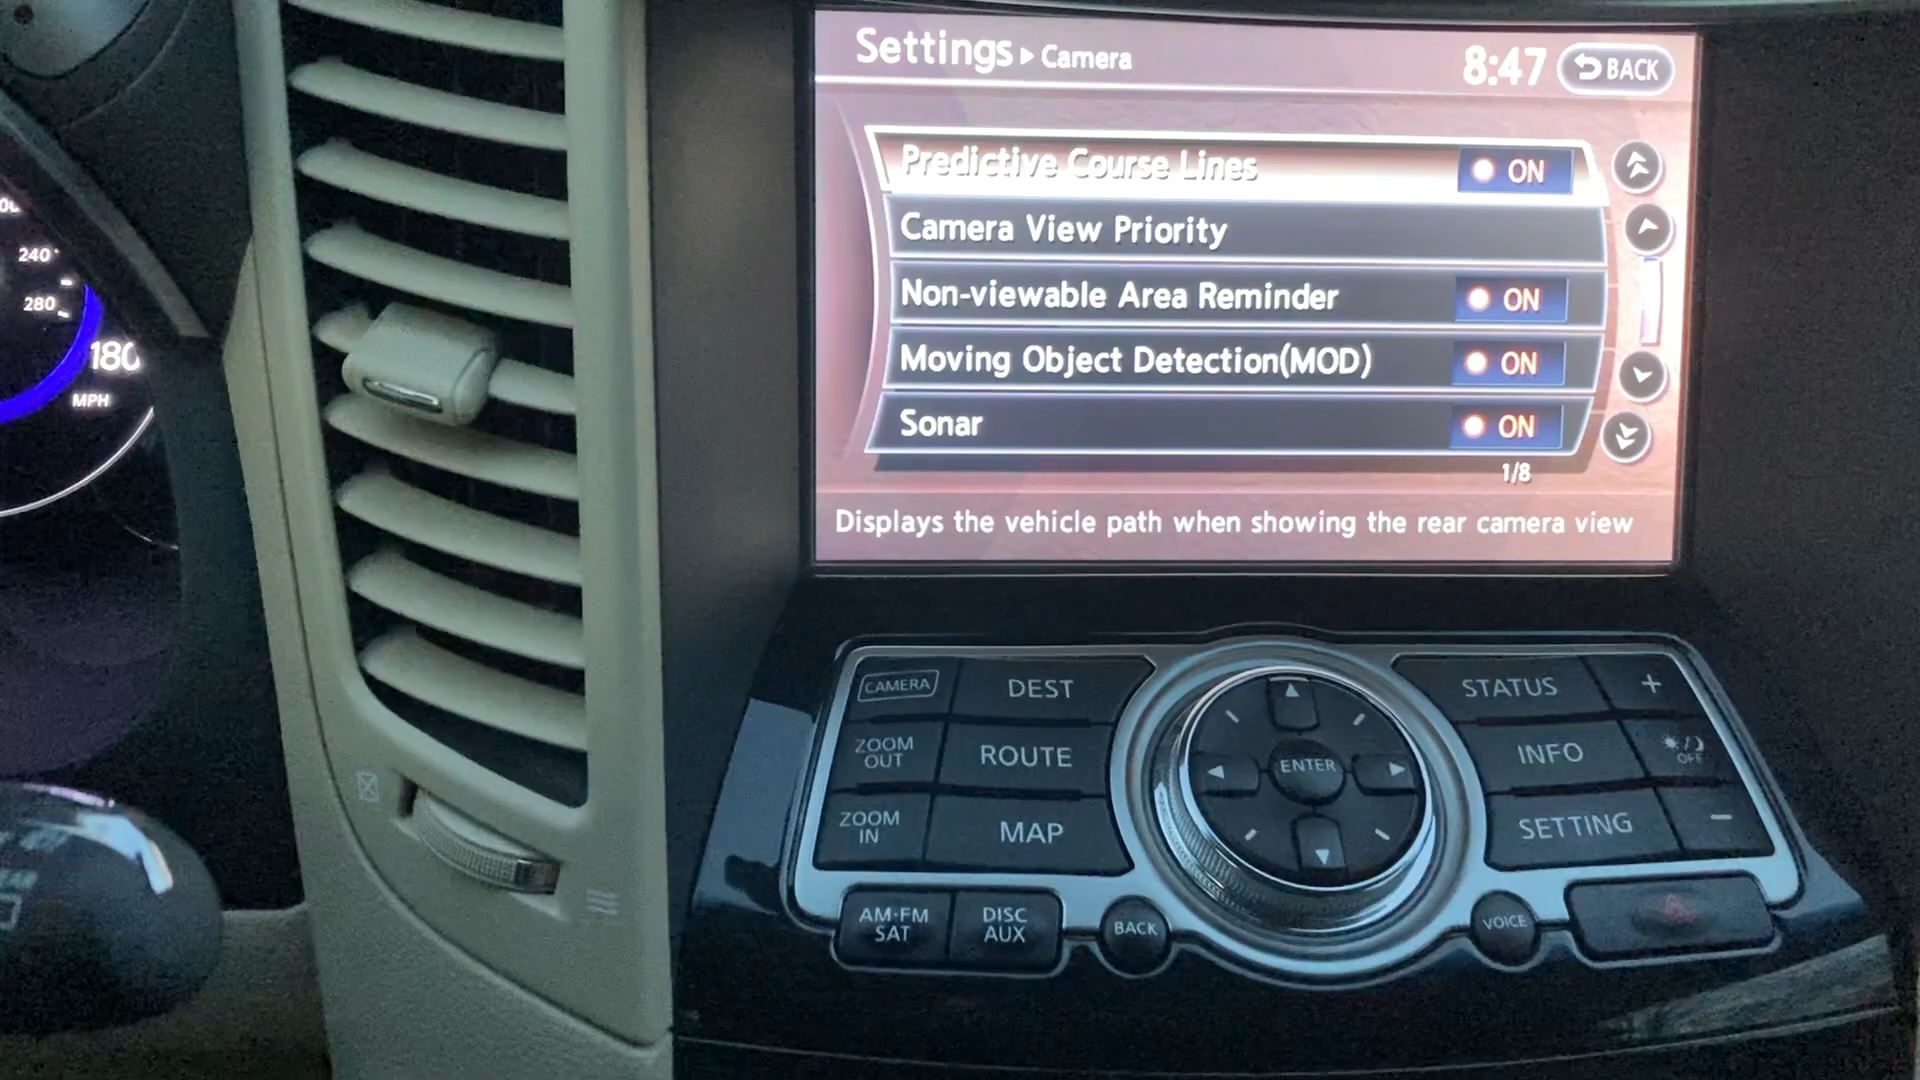 Settings ▸ Camera
8:47
BACK
Predictive Course Lines ON
Camera View Priority
Non-viewable Area Reminder ON
Moving Object Detection(MOD) ON
Sonar ON
1/8
Displays the vehicle path when showing the rear camera view
240
280
180
MPH
CAMERA
DEST
STATUS
+
ZOOM
OUT
ROUTE
ENTER
INFO
OFF
ZOOM
IN
MAP
SETTING
−
AM·FM
SAT
DISC
AUX
BACK
VOICE